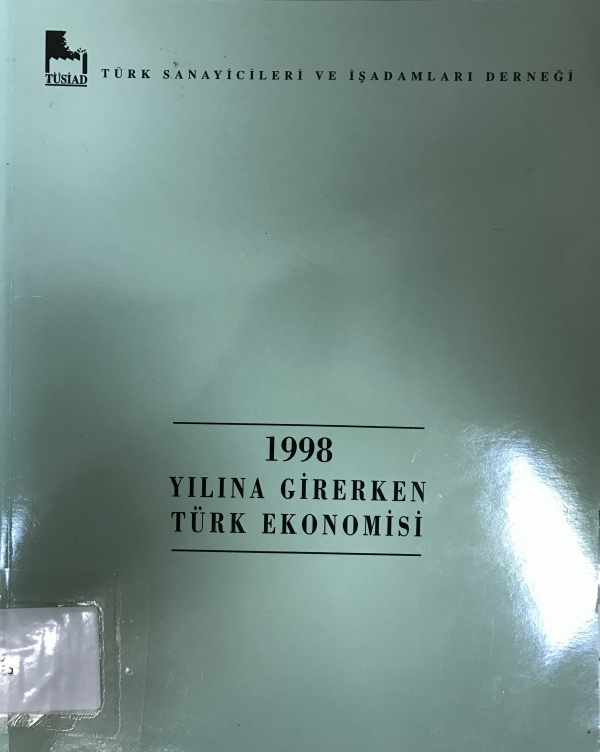 TÜSİAD
TÜRK SANAYİCİLERİ VE İŞADAMLARI DERNEĞİ
1998
YILINA GİRERKEN
TÜRK EKONOMİSİ